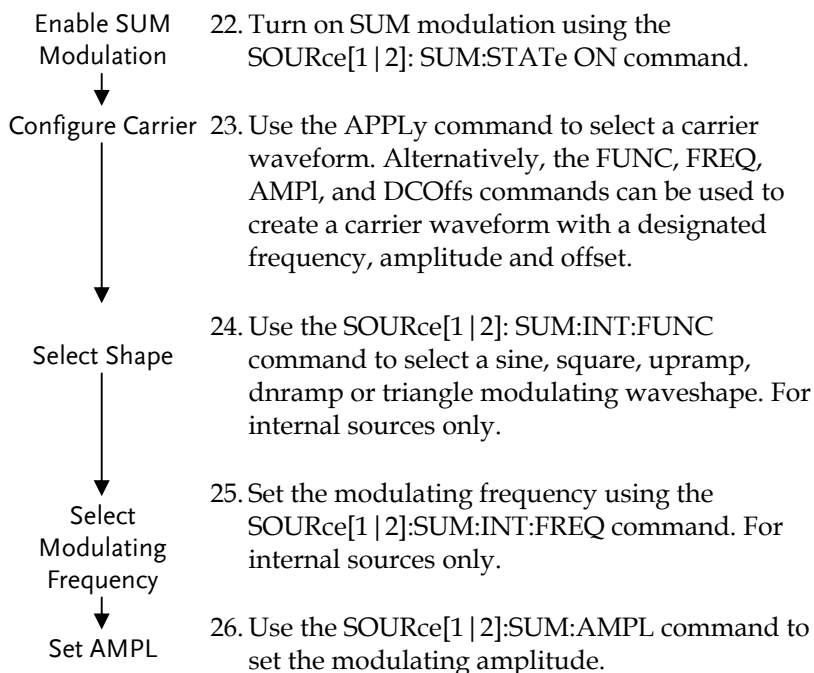 Enable SUM
Modulation
22. Turn on SUM modulation using the
SOURce[1|2]: SUM:STATe ON command.
Configure Carrier
23. Use the APPLy command to select a carrier
waveform. Alternatively, the FUNC, FREQ,
AMPl, and DCOffs commands can be used to
create a carrier waveform with a designated
frequency, amplitude and offset.
Select Shape
24. Use the SOURce[1|2]: SUM:INT:FUNC
command to select a sine, square, upramp,
dnramp or triangle modulating waveshape. For
internal sources only.
Select
Modulating
Frequency
25. Set the modulating frequency using the
SOURce[1|2]:SUM:INT:FREQ command. For
internal sources only.
Set AMPL
26. Use the SOURce[1|2]:SUM:AMPL command to
set the modulating amplitude.